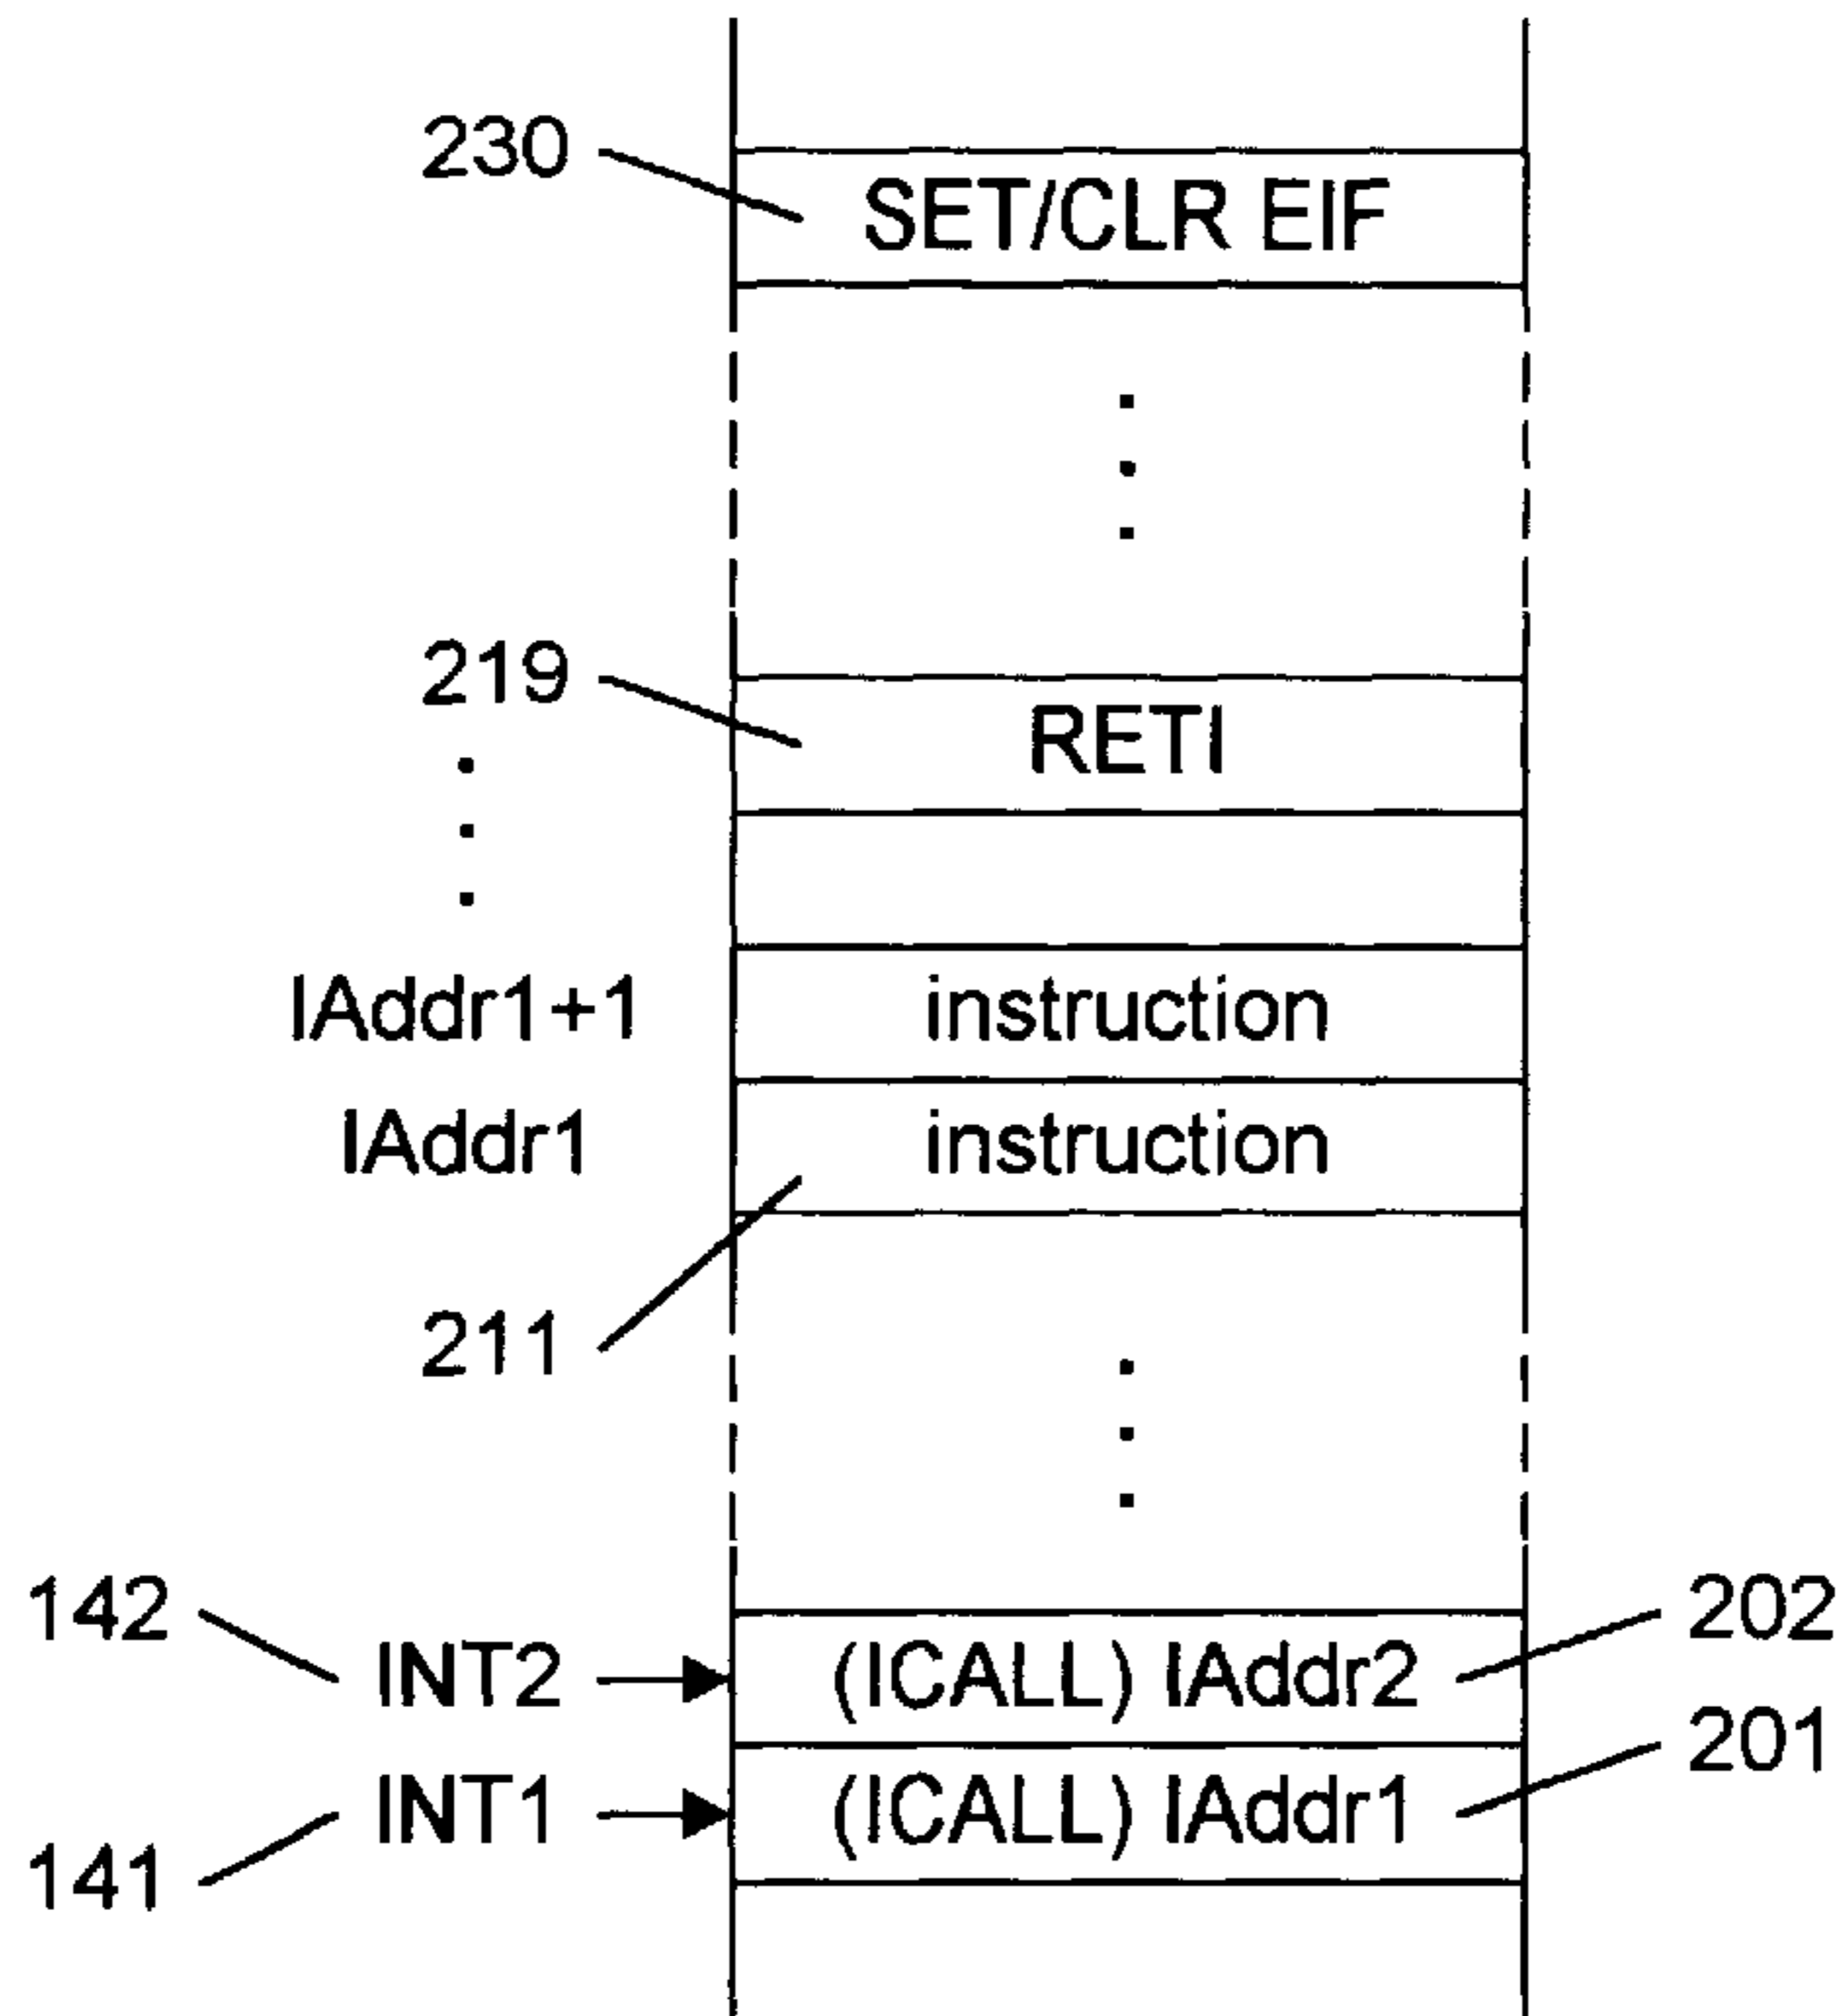 230
SET/CLR EIF
219
RETI
IAddr1+1 instruction
IAddr1 instruction
211
142
202
INT2 (ICALL) IAddr2
201
INT1 (ICALL) IAddr1
141